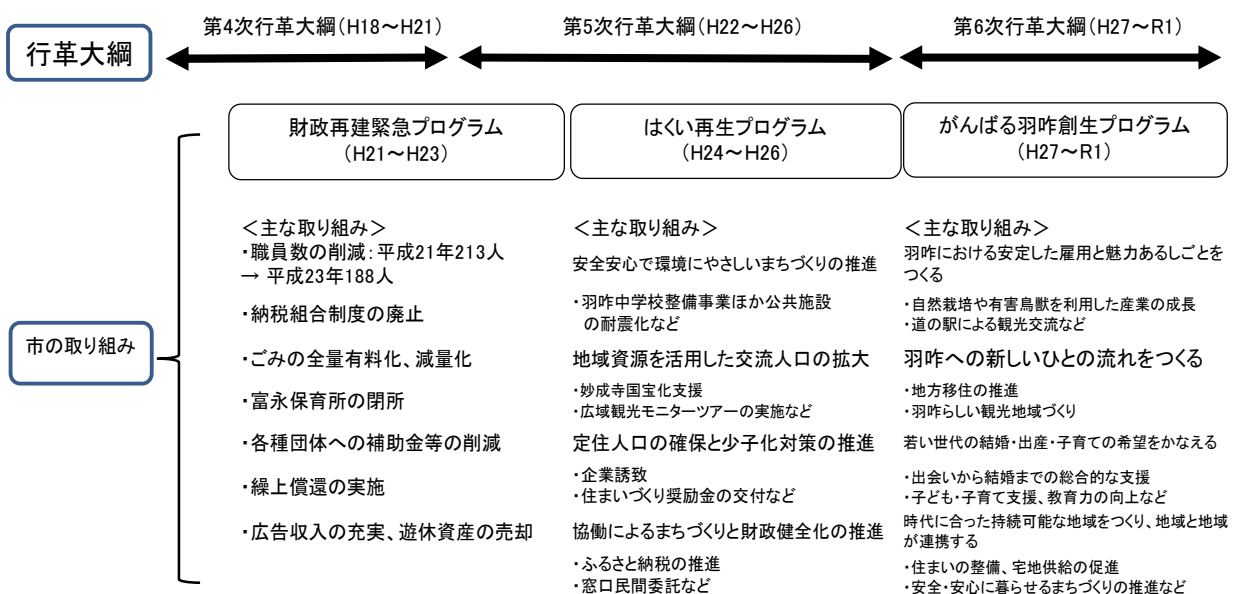 行革大綱
第4次行革大綱（H18～H21）
第5次行革大綱（H22～H26）
第6次行革大綱（H27～R1）
市の取り組み
財政再建緊急プログラム
（H21～H23）
＜主な取り組み＞
・職員数の削減：平成21年213人
→ 平成23年188人
・納税組合制度の廃止
・ごみの全量有料化、減量化
・富永保育所の閉所
・各種団体への補助金等の削減
・繰上償還の実施
・広告収入の充実、遊休資産の売却
はくい再生プログラム
（H24～H26）
＜主な取り組み＞
安全安心で環境にやさしいまちづくりの推進
・羽咋中学校整備事業ほか公共施設
の耐震化など
地域資源を活用した交流人口の拡大
・妙成寺国宝化支援
・広域観光モニターツアーの実施など
定住人口の確保と少子化対策の推進
・企業誘致
・住まいづくり奨励金の交付など
協働によるまちづくりと財政健全化の推進
・ふるさと納税の推進
・窓口民間委託など
がんばる羽咋創生プログラム
（H27～R1）
＜主な取り組み＞
羽咋における安定した雇用と魅力あるしごとを
つくる
・自然栽培や有害鳥獣を利用した産業の成長
・道の駅による観光交流など
羽咋への新しいひとの流れをつくる
・地方移住の推進
・羽咋らしい観光地域づくり
若い世代の結婚・出産・子育ての希望をかなえる
・出会いから結婚までの総合的な支援
・子ども・子育て支援、教育力の向上など
時代に合った持続可能な地域をつくり、地域と地域
が連携する
・住まいの整備、宅地供給の促進
・安全・安心に暮らせるまちづくりの推進など